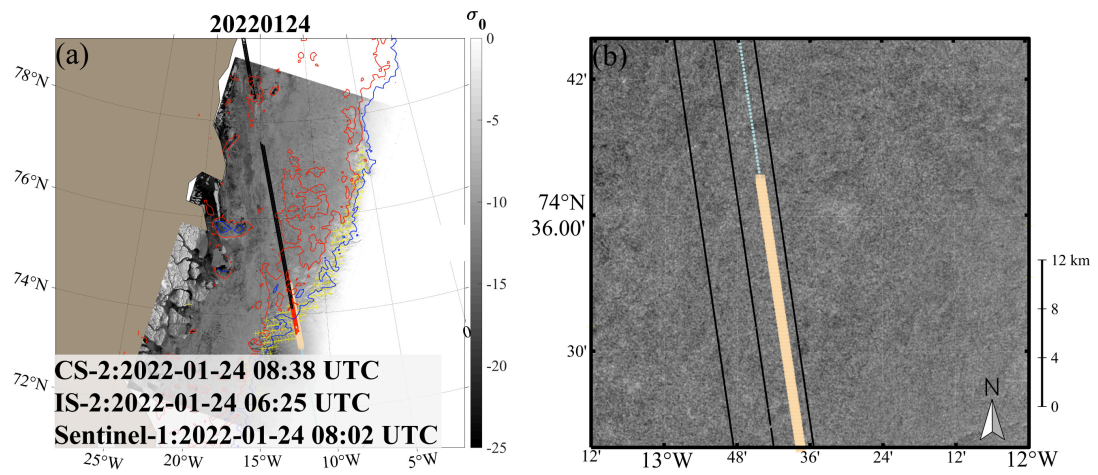 20220124
σ0
(a)
78°N
76°N
74°N
72°N
0
-5
-10
-15
-20
-25
0
CS-2:2022-01-24 08:38 UTC
IS-2:2022-01-24 06:25 UTC
Sentinel-1:2022-01-24 08:02 UTC
25°W
20°W
15°W
10°W
5°W
(b)
42'
74°N
36.00'
30'
12'
13°W
48'
36'
24'
12'
12°W
12 km
8
4
0
N